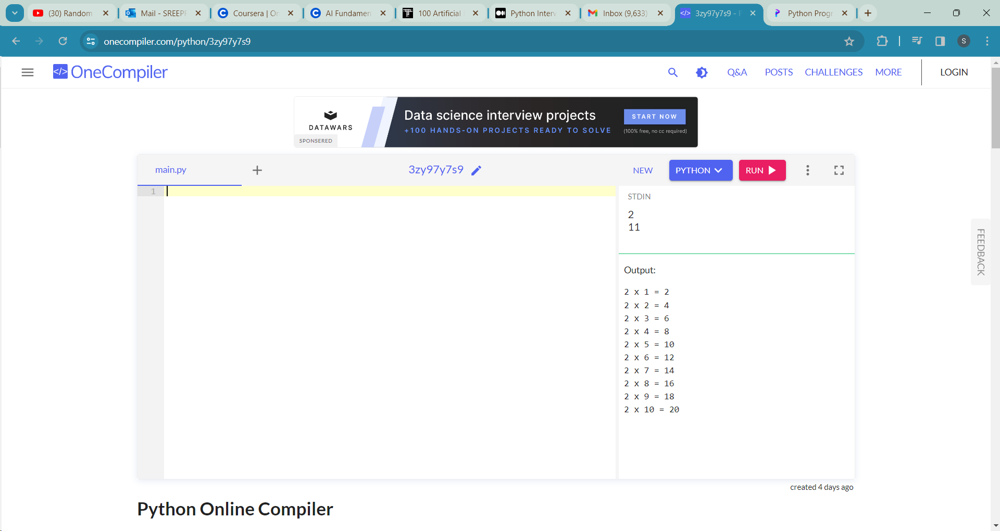 (30) Random
Mail - SREEPF
Coursera | On
AI Fundamen
100 Artificial
Python Interv
Inbox (9,633)
3zy97y7s9 - P
Python Progr
onecompiler.com/python/3zy97y7s9
S
</> OneCompiler
Q&A
POSTS
CHALLENGES
MORE
LOGIN
DATAWARS
SPONSERED
Data science interview projects
+100 HANDS-ON PROJECTS READY TO SOLVE
START NOW
(100% free, no cc required)
main.py
3zy97y7s9
NEW
PYTHON
RUN
1
STDIN
2
11
Output:
2 x 1 = 2
2 x 2 = 4
2 x 3 = 6
2 x 4 = 8
2 x 5 = 10
2 x 6 = 12
2 x 7 = 14
2 x 8 = 16
2 x 9 = 18
2 x 10 = 20
FEEDBACK
created 4 days ago
Python Online Compiler